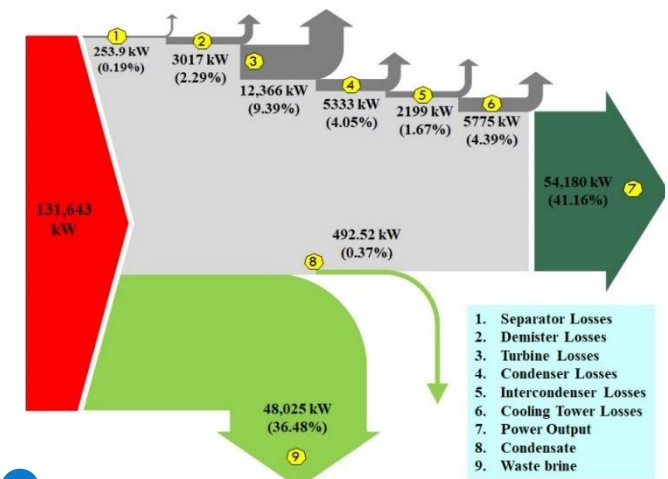 1
253.9 kW
(0.19%)
2
3017 kW
(2.29%)
3
12,366 kW
(9.39%)
4
5333 kW
(4.05%)
5
2199 kW
(1.67%)
6
5775 kW
(4.39%)
131,643
kW
54,180 kW
(41.16%)
7
492.52 kW
(0.37%)
8
48,025 kW
(36.48%)
9
1. Separator Losses
2. Demister Losses
3. Turbine Losses
4. Condenser Losses
5. Intercondenser Losses
6. Cooling Tower Losses
7. Power Output
8. Condensate
9. Waste brine